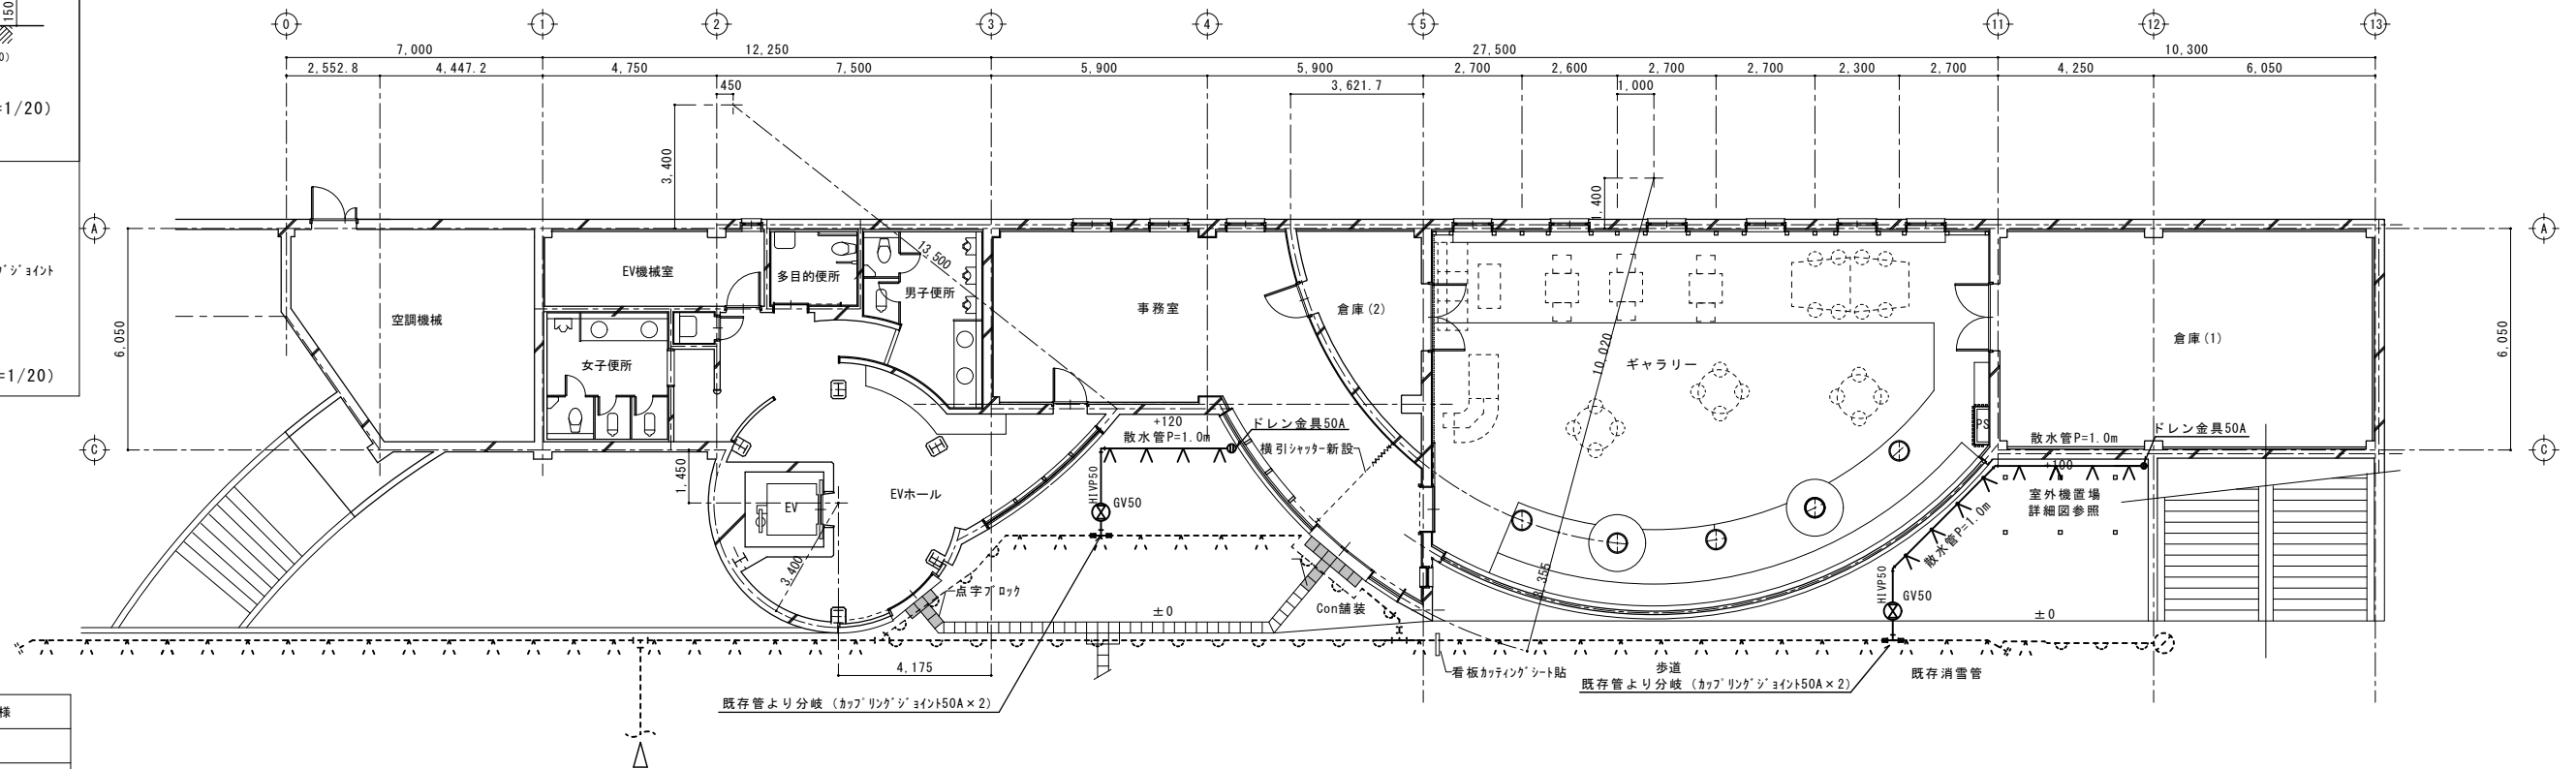 150
0)
=1/20)
グジョイント
=1/20)
様
0
1
2
3
4
5
11
12
13
7,000
12,250
27,500
10,300
2,552.8
4,447.2
4,750
7,500
5,900
5,900
2,700
2,600
2,700
2,700
2,300
2,700
4,250
6,050
450
3,621.7
1,000
3,400
1,400
A
A
EV機械室
多目的便所
13,500
男子便所
空調機械
事務室
倉庫(2)
6,050
10,020
ギャラリー
倉庫(1)
6,050
女子便所
PS
+120
散水管P=1.0m
ドレン金具50A
横引シャッター新設
散水管P=1.0m
ドレン金具50A
C
C
+100
1,450
HIVP50
EVホール
EV
GV50
室外機置場
詳細図参照
散水管P=1.0m
3,400
355
HIVP50
GV50
点字ブロック
±0
Con舗装
±0
4,175
看板カッティングシート貼
歩道
既存消雪管
既存管より分岐(カップリングジョイント50A×2)
既存管より分岐(カップリングジョイント50A×2)